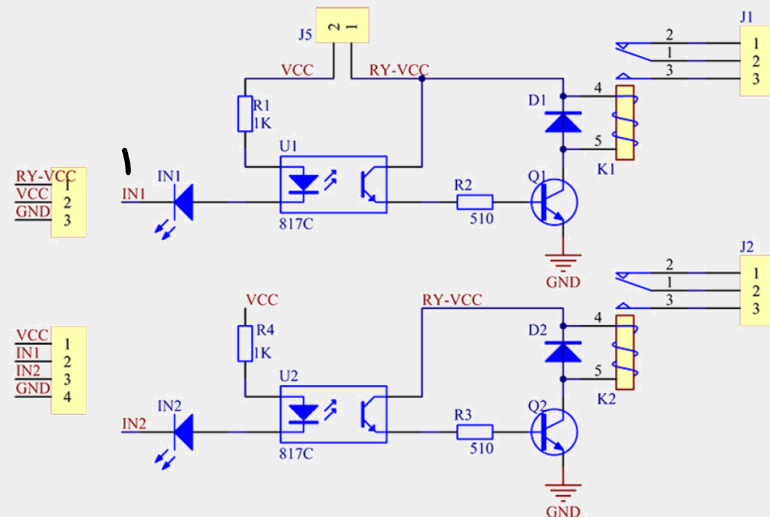 J5
2 1
VCC
RY-VCC
J1
2
1
3
1
2
3
R1
1K
D1
4
5
K1
U1
RY-VCC
VCC
GND
1
2
3
IN1
IN1
817C
R2
510
Q1
GND
J2
2
1
3
1
2
3
VCC
RY-VCC
R4
1K
D2
4
5
K2
U2
VCC
IN1
IN2
GND
1
2
3
4
IN2
IN2
817C
R3
510
Q2
GND